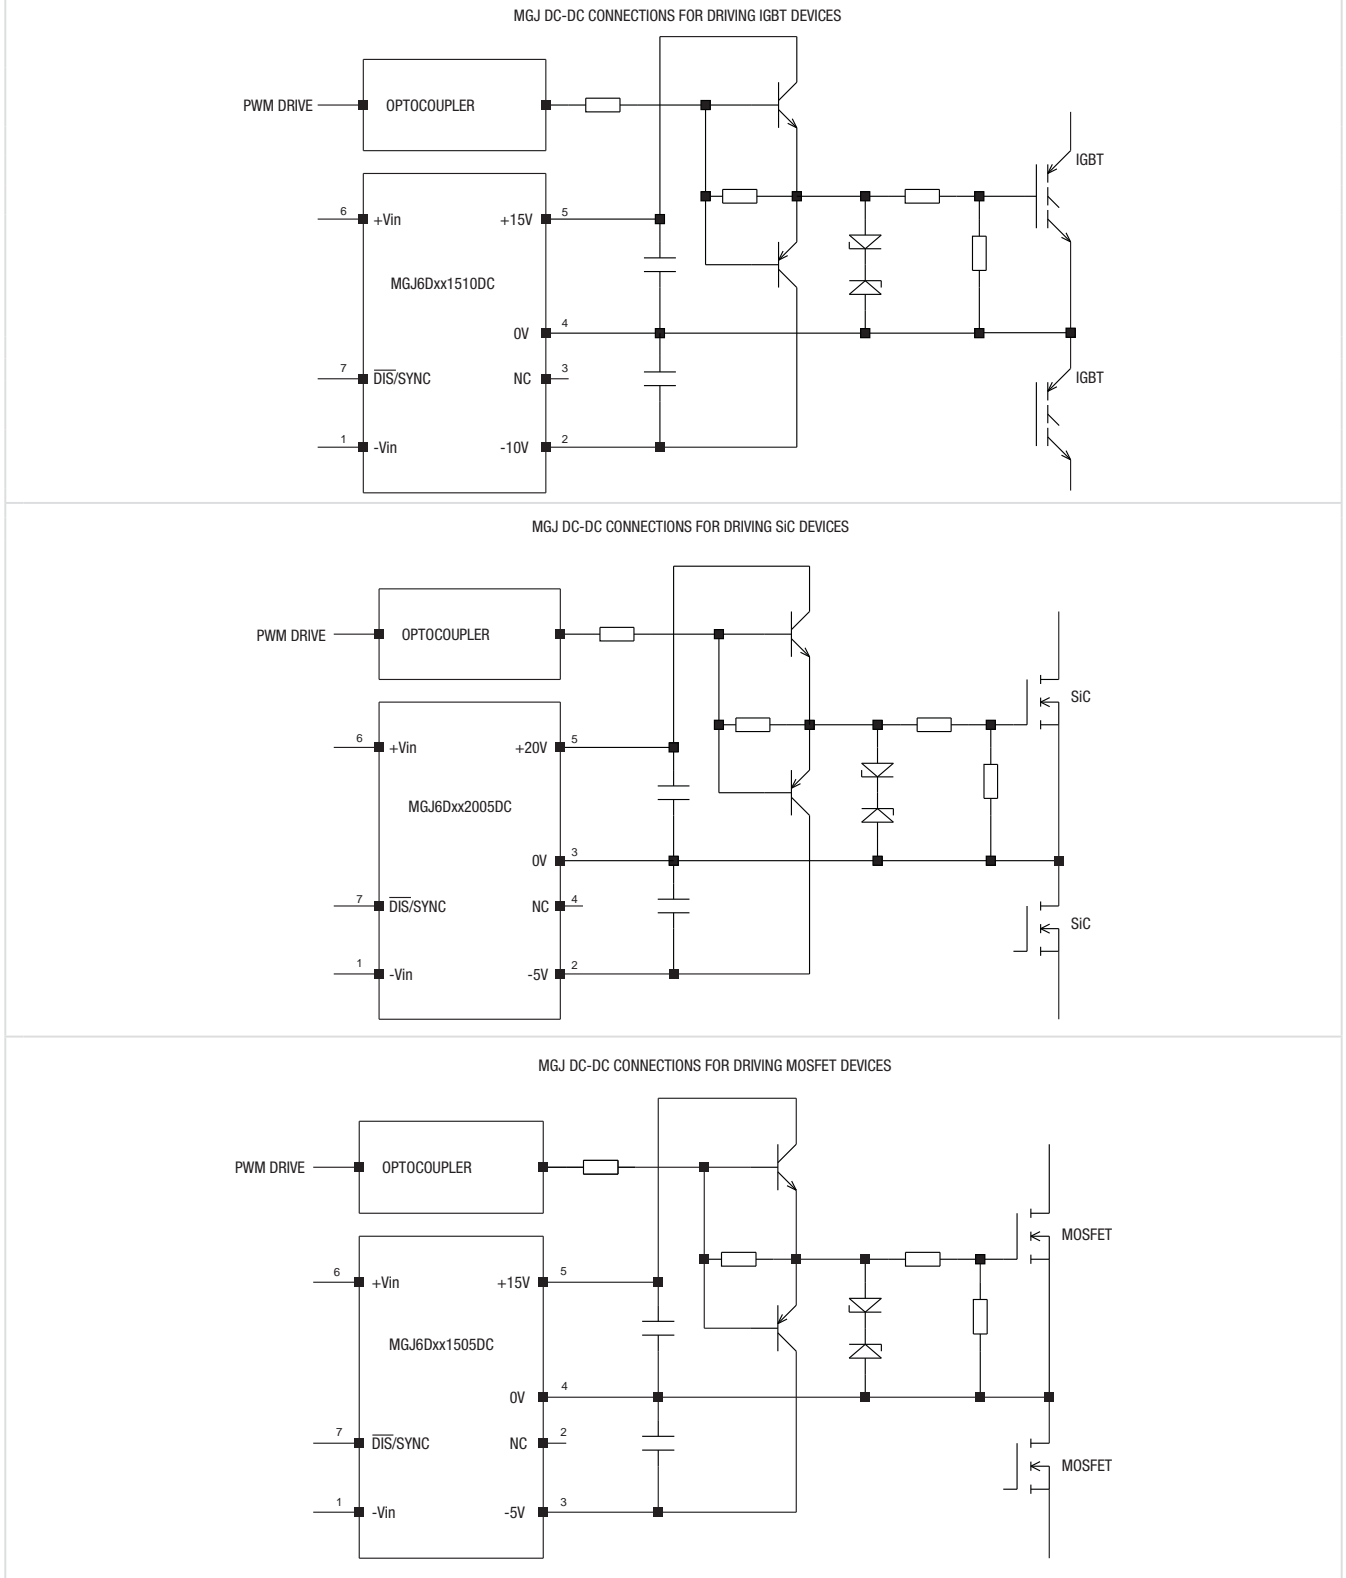 MGJ DC-DC CONNECTIONS FOR DRIVING IGBT DEVICES
PWM DRIVE
OPTOCOUPLER
IGBT
6
+Vin
+15V
5
MGJ6Dxx1510DC
0V
4
7
DIS/SYNC
NC
3
IGBT
1
-Vin
-10V
2
MGJ DC-DC CONNECTIONS FOR DRIVING SiC DEVICES
PWM DRIVE
OPTOCOUPLER
SiC
6
+Vin
+20V
5
MGJ6Dxx2005DC
0V
3
7
DIS/SYNC
NC
4
SiC
1
-Vin
-5V
2
MGJ DC-DC CONNECTIONS FOR DRIVING MOSFET DEVICES
PWM DRIVE
OPTOCOUPLER
MOSFET
6
+Vin
+15V
5
MGJ6Dxx1505DC
0V
4
7
DIS/SYNC
NC
2
MOSFET
1
-Vin
-5V
3